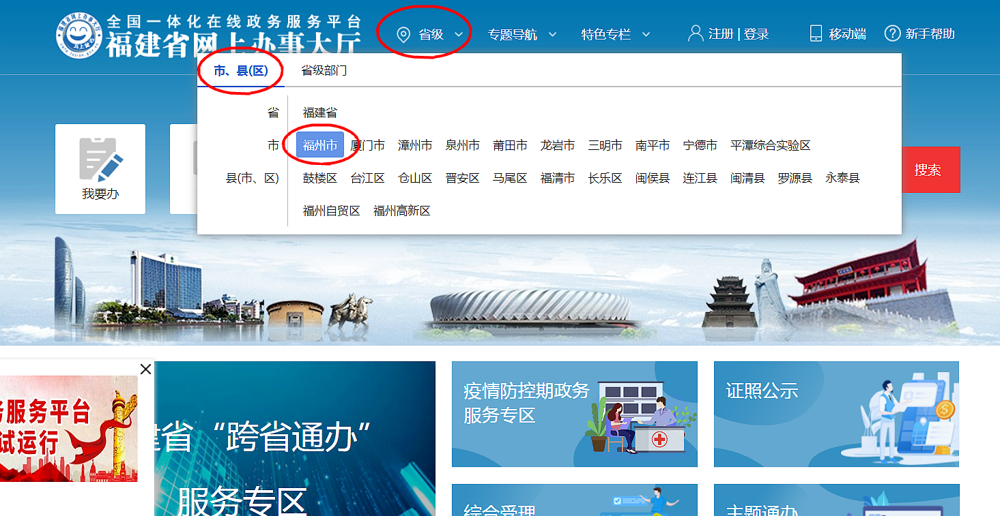 全国一体化在线政务服务平台
福建省网上办事大厅
省级
专题导航
特色专栏
注册 | 登录
移动端
新手帮助
市、县(区)
省级部门
省
福建省
市
福州市 厦门市 漳州市 泉州市 莆田市 龙岩市 三明市 南平市 宁德市 平潭综合实验区
县(市、区)
鼓楼区 台江区 仓山区 晋安区 马尾区 福清市 长乐区 闽侯县 连江县 闽清县 罗源县 永泰县
福州自贸区 福州高新区
我要办
搜索
服务平台
试运行
建省“跨省通办”
服务专区
疫情防控期政务
服务专区
证照公示
综合受理
主题通办